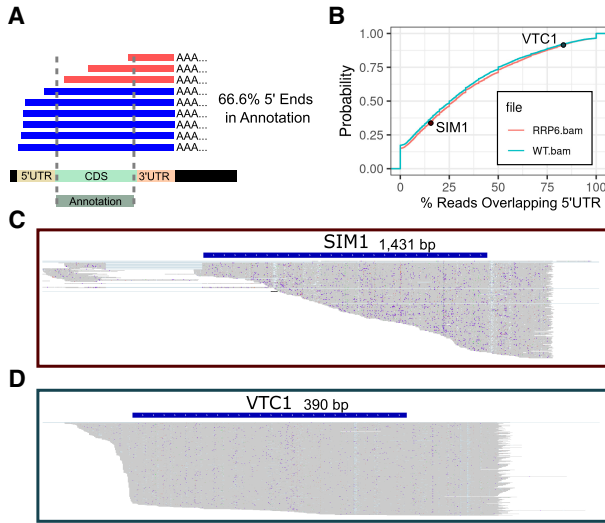 A
AAA...
AAA...
AAA...
AAA...
AAA...
AAA...
AAA...
AAA...
AAA...
66.6% 5' Ends
in Annotation
5'UTR
CDS
3'UTR
Annotation
B
Probability
1.00
0.75
0.50
0.25
0.00
VTC1
SIM1
file
RRP6.bam
WT.bam
0
25
50
75
100
% Reads Overlapping 5'UTR
C
SIM1 1,431 bp
D
VTC1 390 bp